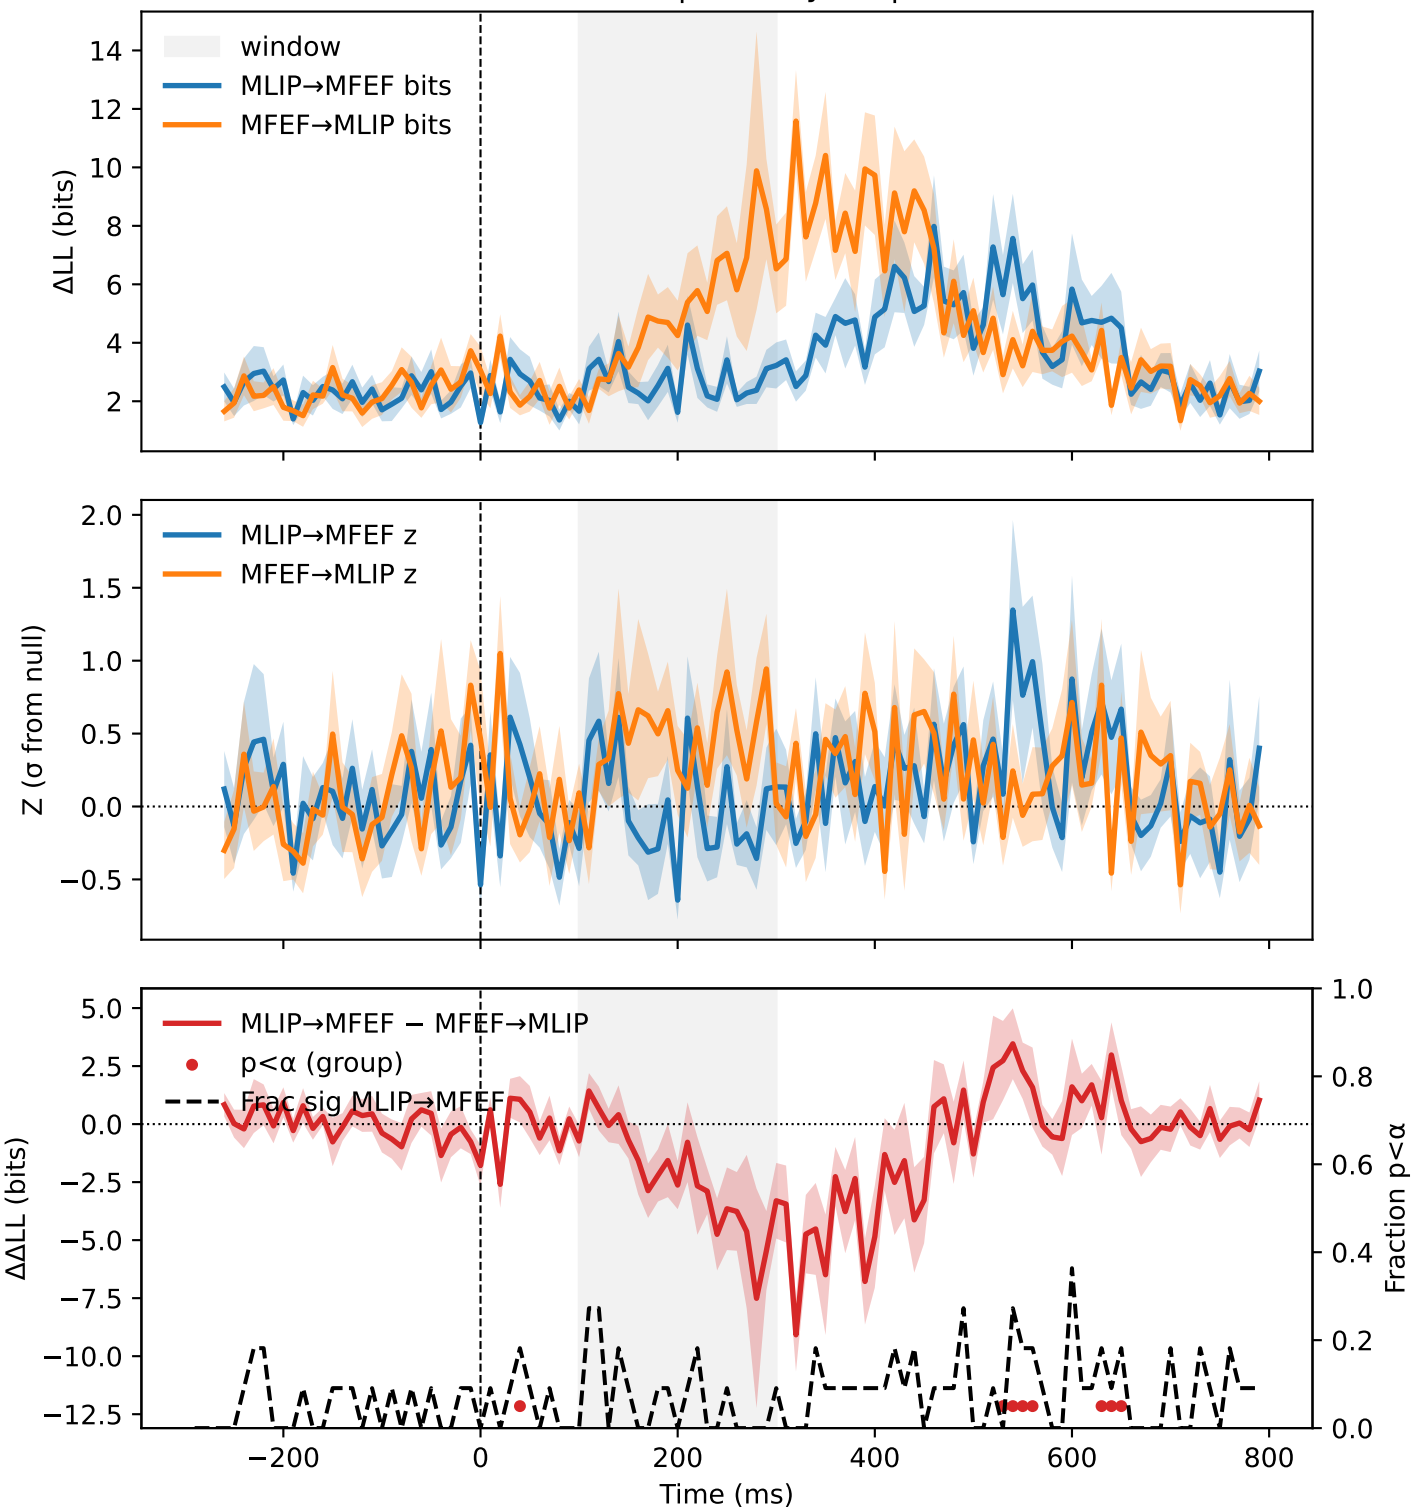 14
12
10
8
6
4
2
ΔLL (bits)
window
MLIP→MFEF bits
MFEF→MLIP bits
2.0
1.5
1.0
0.5
0.0
−0.5
Z (σ from null)
MLIP→MFEF z
MFEF→MLIP z
5.0
2.5
0.0
−2.5
−5.0
−7.5
−10.0
−12.5
ΔΔLL (bits)
MLIP→MFEF − MFEF→MLIP
p<α (group)
Frac sig MLIP→MFEF
1.0
0.8
0.6
0.4
0.2
0.0
Fraction p<α
−200
0
200
400
600
800
Time (ms)